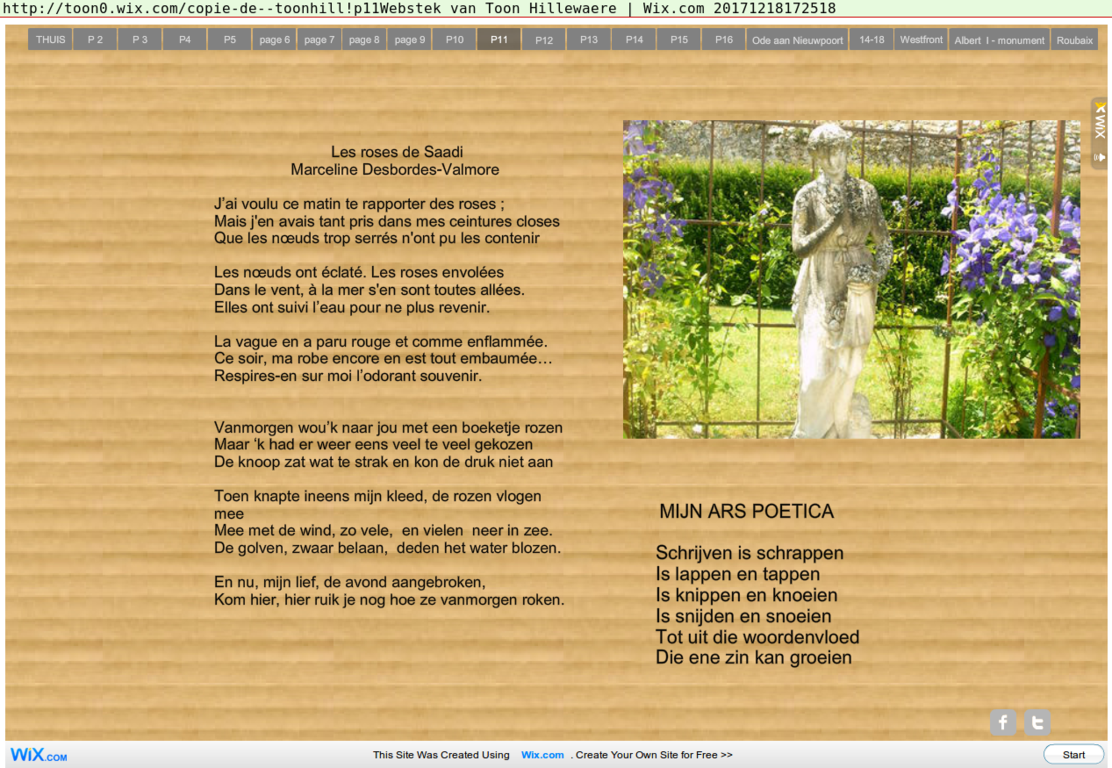 http://toon0.wix.com/copie-de--toonhill!p11Webstek van Toon Hillewaere | Wix.com 20171218172518
THUIS P 2 P 3 P4 P5 page 6 page 7 page 8 page 9 P10 P11 P12 P13 P14 P15 P16 Ode aan Nieuwpoort 14-18 Westfront Albert I - monument Roubaix
WiX
Les roses de Saadi
Marceline Desbordes-Valmore
J'ai voulu ce matin te rapporter des roses ;
Mais j'en avais tant pris dans mes ceintures closes
Que les nœuds trop serrés n'ont pu les contenir
Les nœuds ont éclaté. Les roses envolées
Dans le vent, à la mer s'en sont toutes allées.
Elles ont suivi l'eau pour ne plus revenir.
La vague en a paru rouge et comme enflammée.
Ce soir, ma robe encore en est tout embaumée…
Respires-en sur moi l'odorant souvenir.
Vanmorgen wou'k naar jou met een boeketje rozen
Maar 'k had er weer eens veel te veel gekozen
De knoop zat wat te strak en kon de druk niet aan
Toen knapte ineens mijn kleed, de rozen vlogen
mee
Mee met de wind, zo vele, en vielen neer in zee.
De golven, zwaar belaan, deden het water blozen.
En nu, mijn lief, de avond aangebroken,
Kom hier, hier ruik je nog hoe ze vanmorgen roken.
MIJN ARS POETICA
Schrijven is schrappen
Is lappen en tappen
Is knippen en knoeien
Is snijden en snoeien
Tot uit die woordenvloed
Die ene zin kan groeien
WiX.COM This Site Was Created Using Wix.com . Create Your Own Site for Free >> Start